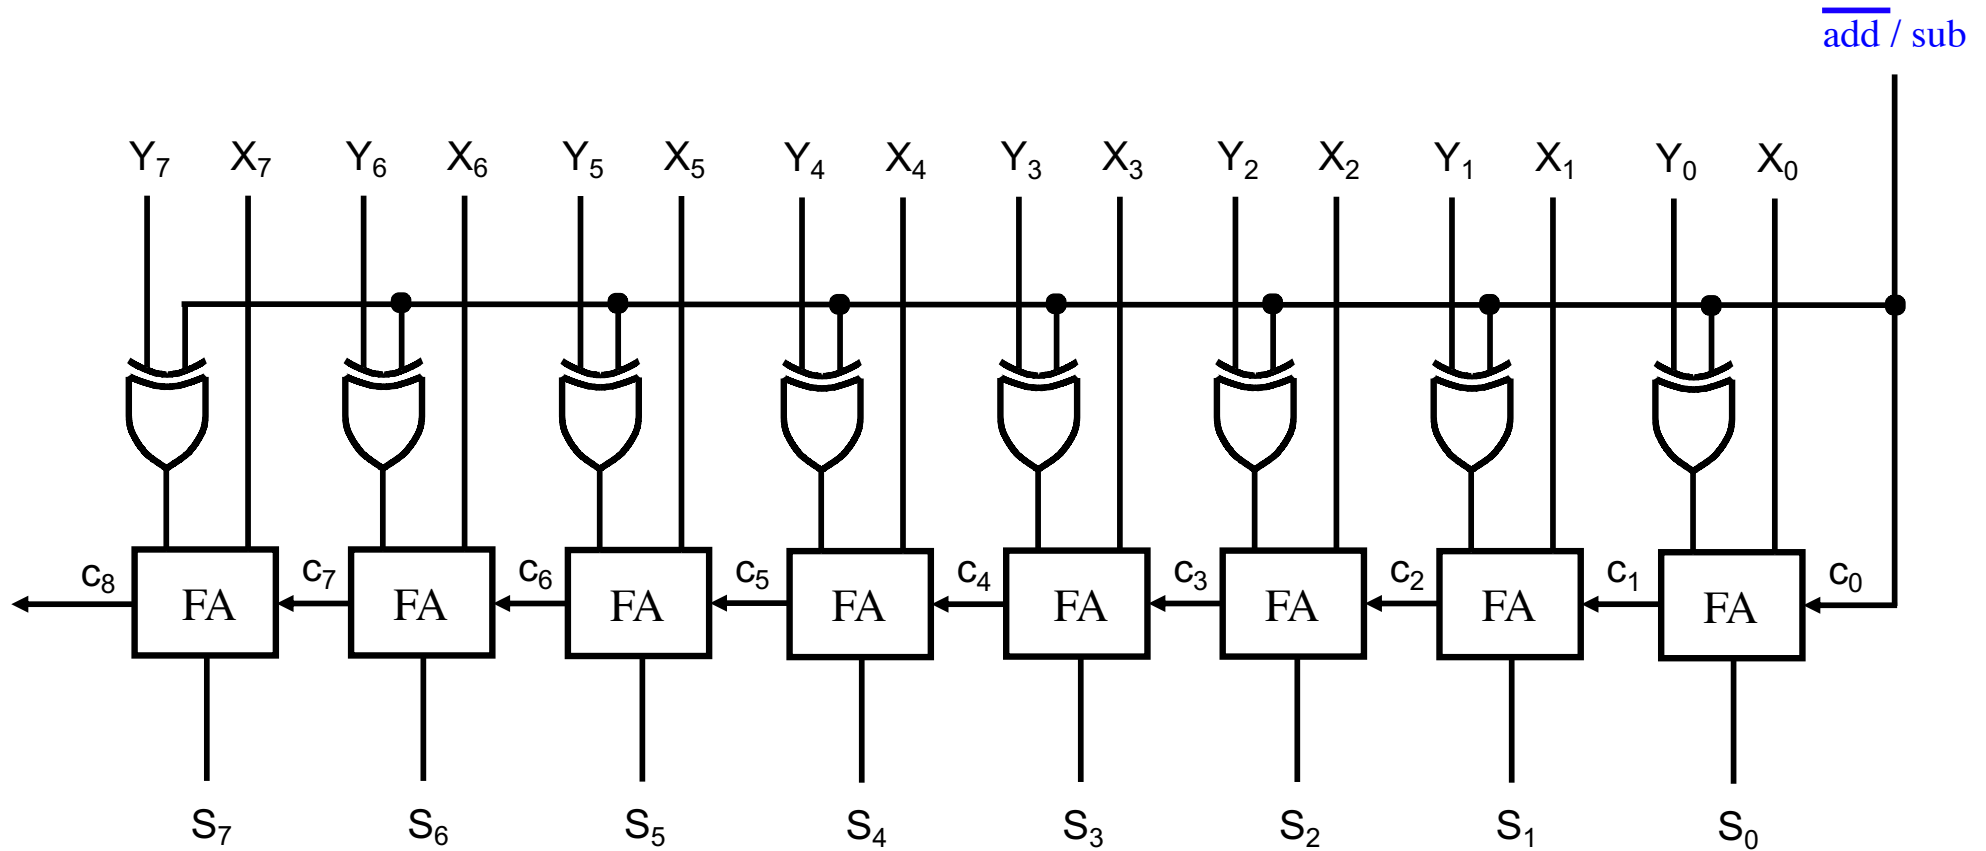 add / sub
Y7 X7 Y6 X6 Y5 X5 Y4 X4 Y3 X3 Y2 X2 Y1 X1 Y0 X0
c8 FA c7 FA c6 FA c5 FA c4 FA c3 FA c2 FA c1 FA c0
S7 S6 S5 S4 S3 S2 S1 S0